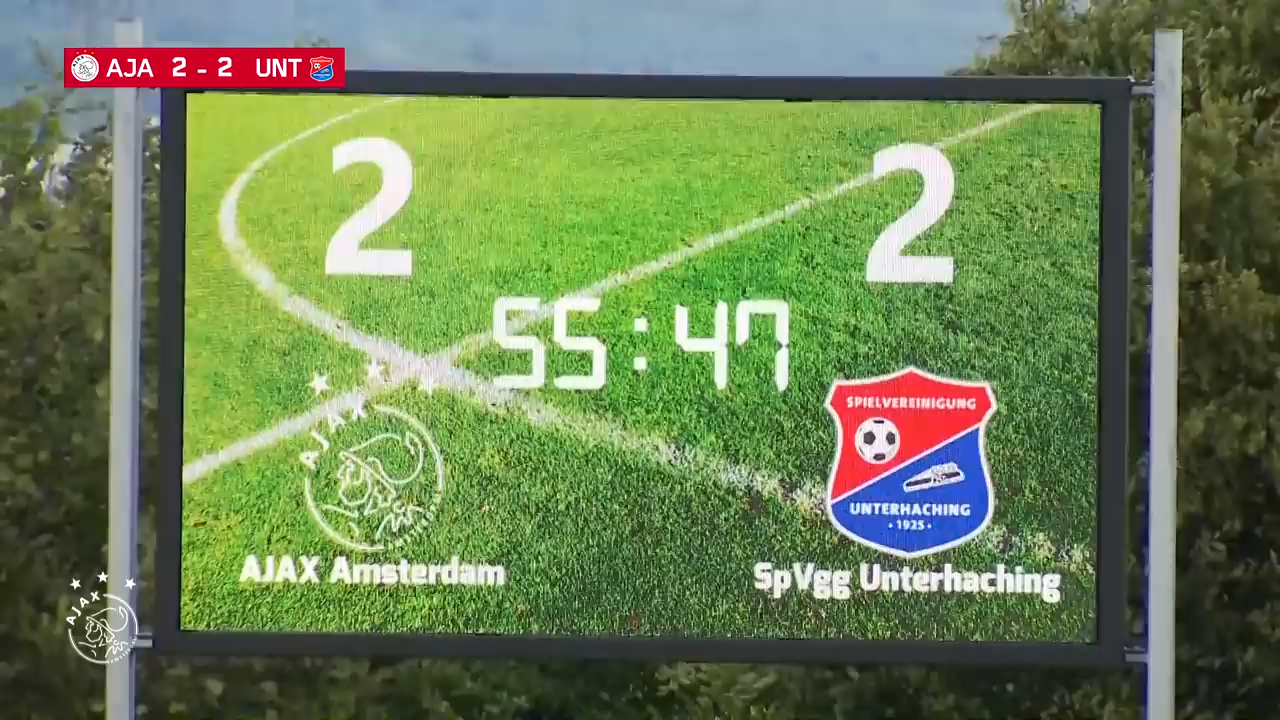 AJA 2 - 2 UNT
2 2
55:47
AJAX
SPIELVEREINIGUNG
UNTERHACHING
· 1925 ·
AJAX Amsterdam
SpVgg Unterhaching
AJAX